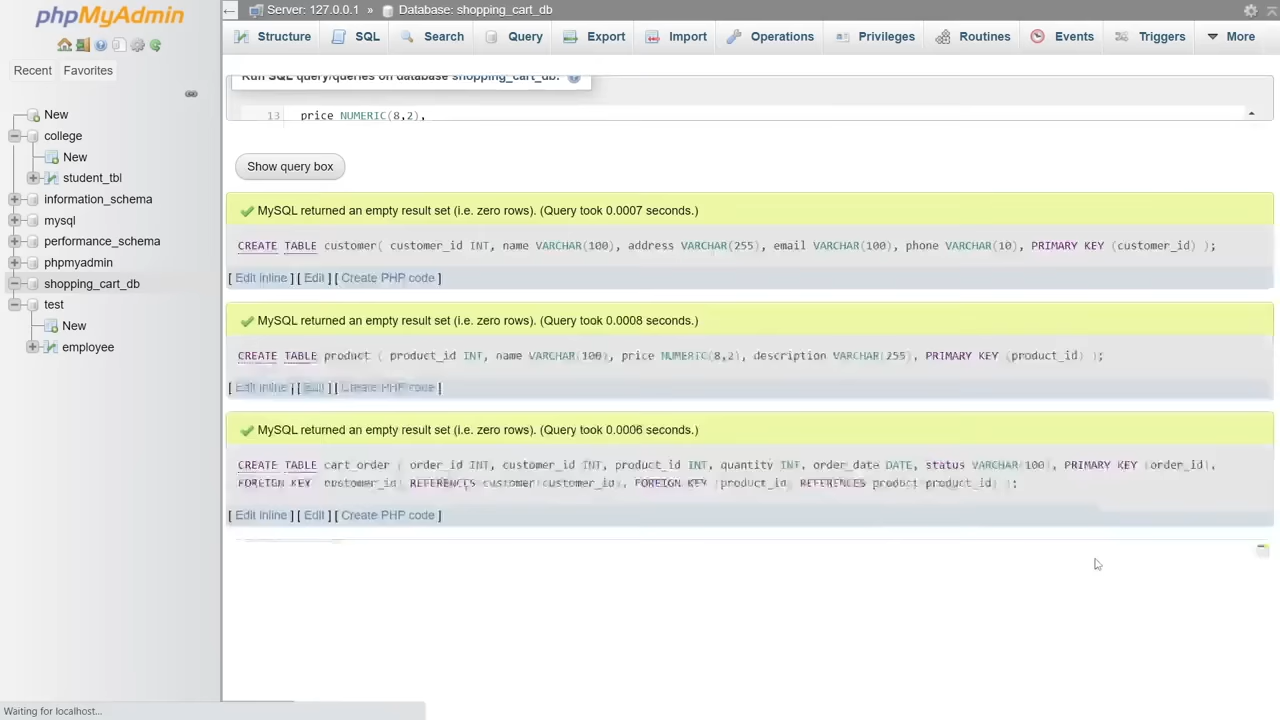 phpMyAdmin
Server: 127.0.0.1 » Database: shopping_cart_db
Structure SQL Search Query Export Import Operations Privileges Routines Events Triggers More
Recent Favorites
New
college
New
student_tbl
information_schema
mysql
performance_schema
phpmyadmin
shopping_cart_db
test
New
employee
Run SQL query/queries on database shopping_cart_db:
13 price NUMERIC(8,2),
Show query box
MySQL returned an empty result set (i.e. zero rows). (Query took 0.0007 seconds.)
CREATE TABLE customer( customer_id INT, name VARCHAR(100), address VARCHAR(255), email VARCHAR(100), phone VARCHAR(10), PRIMARY KEY (customer_id) );
[ Edit inline ] [ Edit ] [ Create PHP code ]
MySQL returned an empty result set (i.e. zero rows). (Query took 0.0008 seconds.)
CREATE TABLE product ( product_id INT, name VARCHAR(100), price NUMERIC(8,2), description VARCHAR(255), PRIMARY KEY (product_id) );
[ Edit inline ] [ Edit ] [ Create PHP code ]
MySQL returned an empty result set (i.e. zero rows). (Query took 0.0006 seconds.)
CREATE TABLE cart_order ( order_id INT, customer_id INT, product_id INT, quantity INT, order_date DATE, status VARCHAR(100), PRIMARY KEY (order_id),
FOREIGN KEY (customer_id) REFERENCES customer(customer_id), FOREIGN KEY (product_id) REFERENCES product(product_id) );
[ Edit inline ] [ Edit ] [ Create PHP code ]
Waiting for localhost...